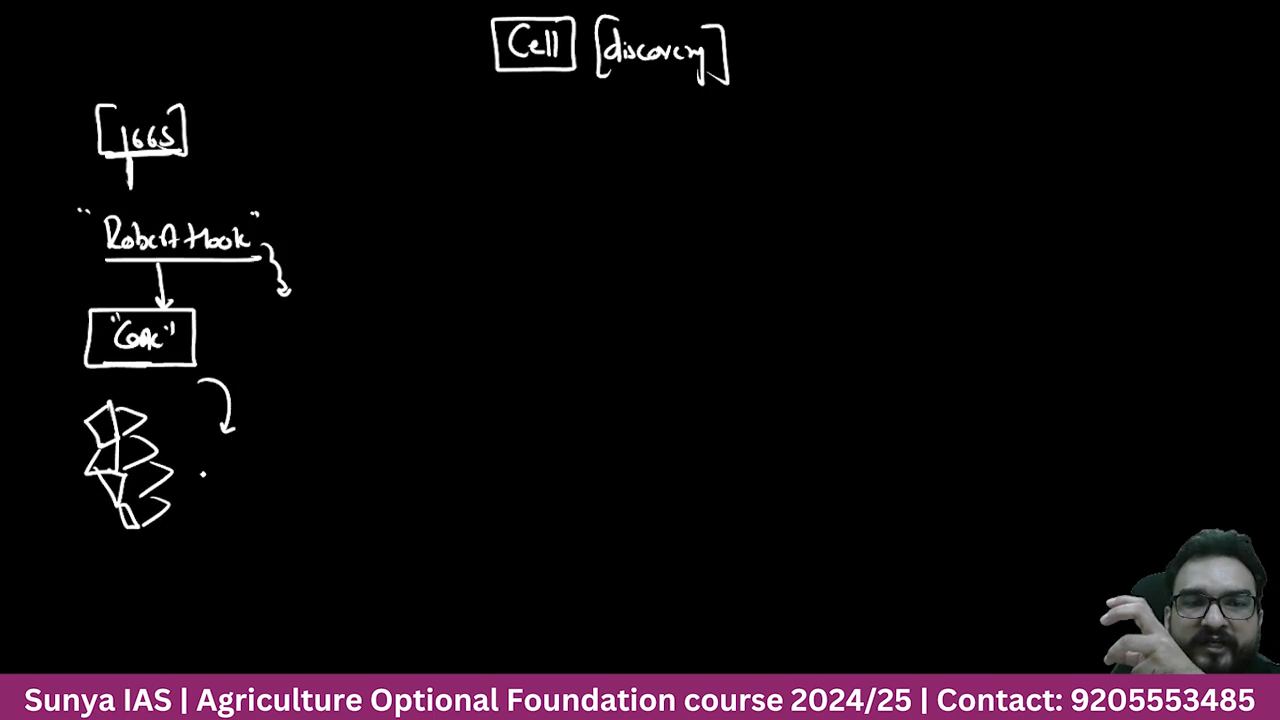 Cell [discovery]
[1665]
"Robert Hook"
"Cork"
Sunya IAS | Agriculture Optional Foundation course 2024/25 | Contact: 9205553485